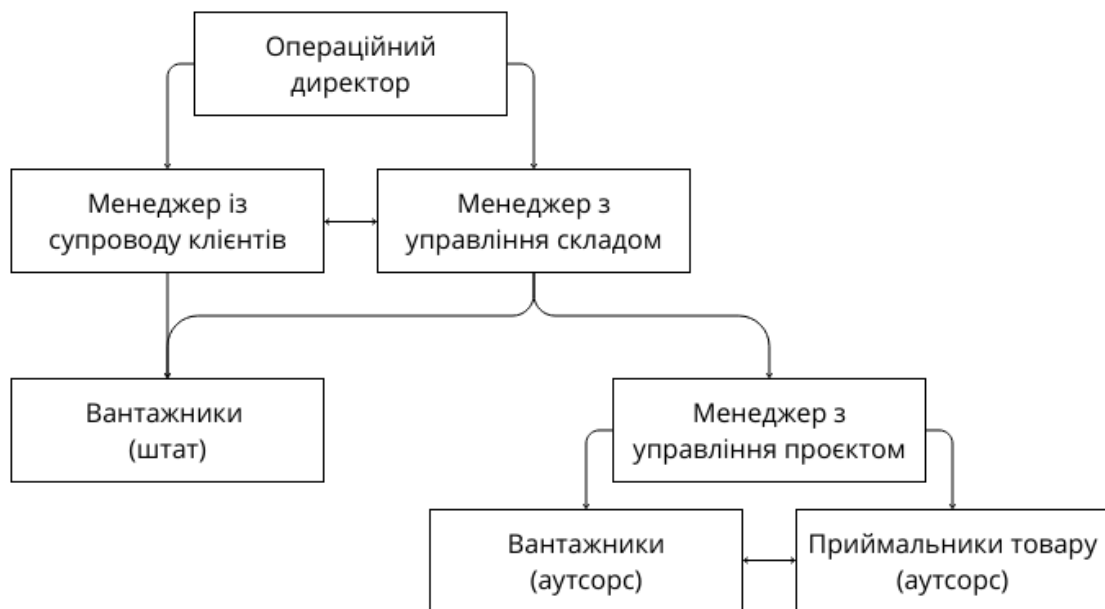 Операційний
директор
Менеджер із
супроводу клієнтів
Менеджер з
управління складом
Вантажники
(штат)
Менеджер з
управління проєктом
Вантажники
(аутсорс)
Приймальники товару
(аутсорс)